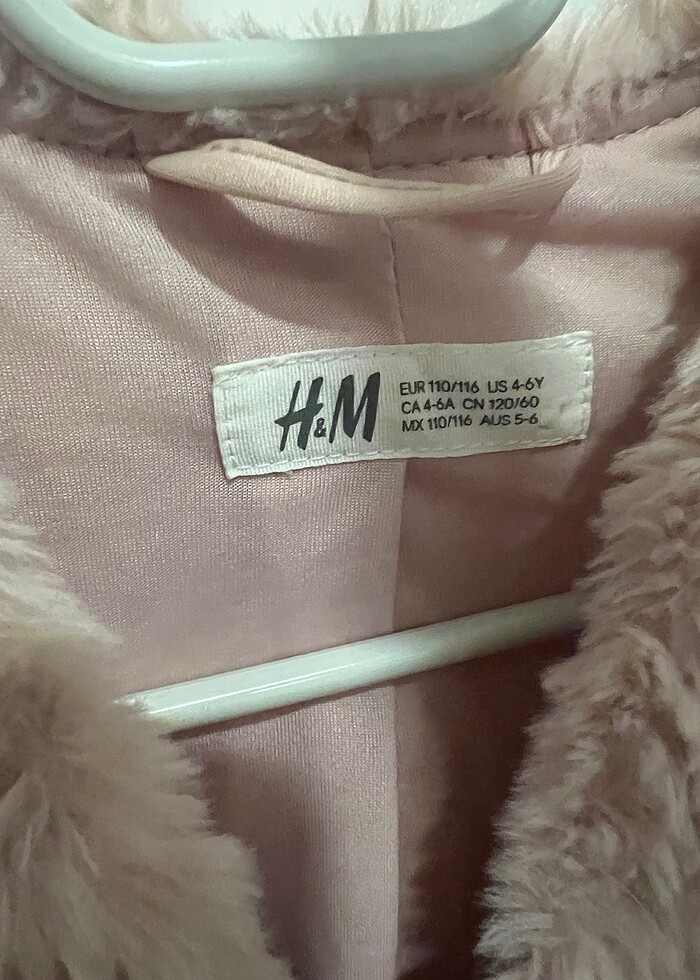 H&M
EUR 110/116 US 4-6Y
CA 4-6A CN 120/60
MX 110/116 AUS 5-6